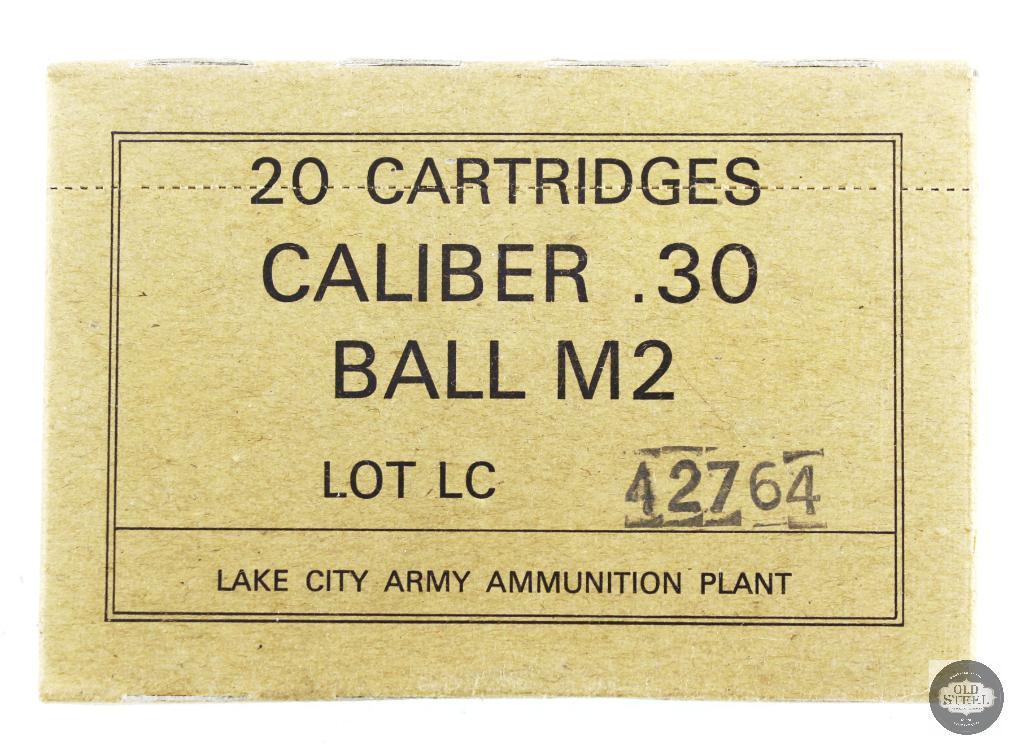 20 CARTRIDGES
CALIBER .30
BALL M2
LOT LC 42764
LAKE CITY ARMY AMMUNITION PLANT
OLD
STEEL